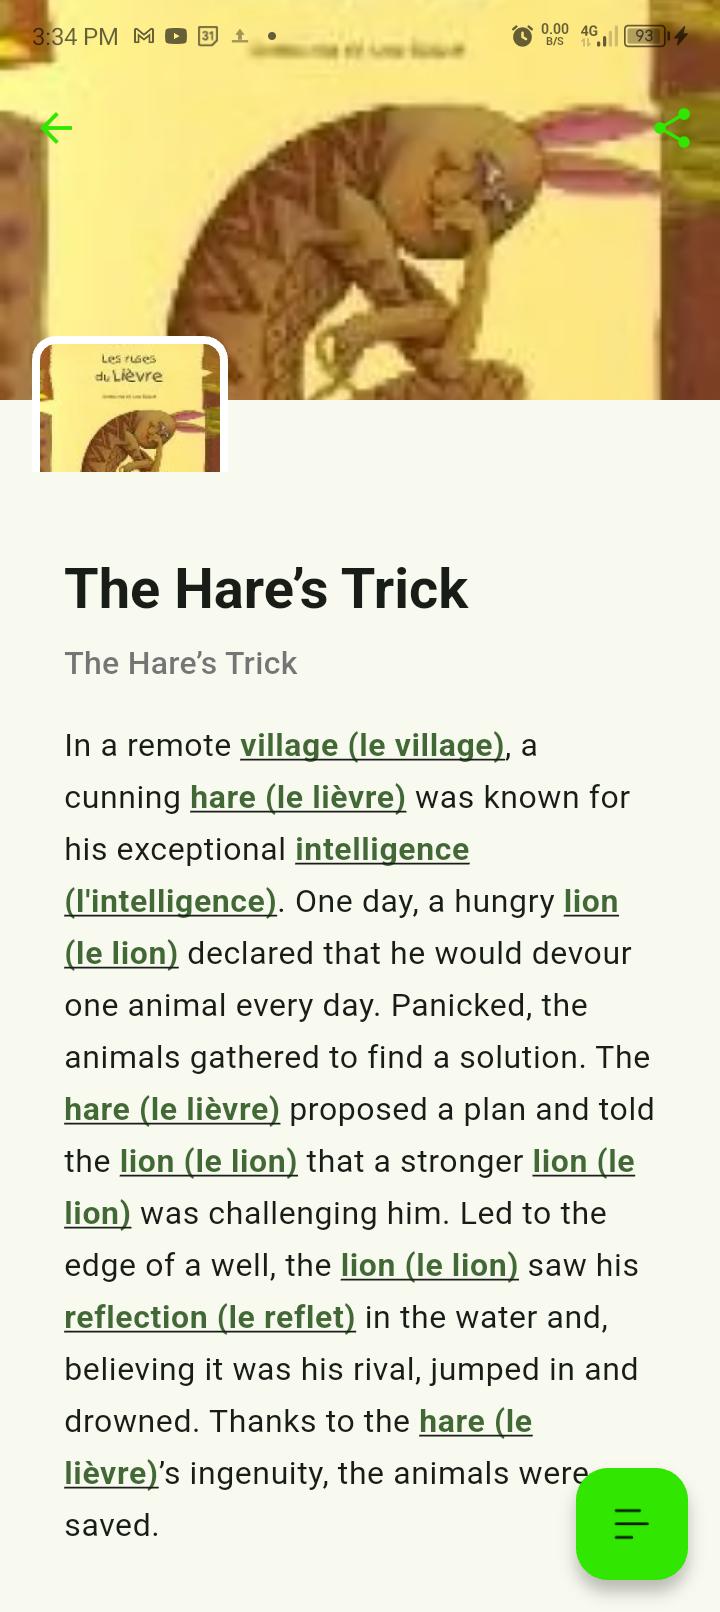 3:34 PM 31 0.00 B/S 4G 93
Les ruses
du Lièvre
The Hare’s Trick
The Hare’s Trick
In a remote village (le village), a
cunning hare (le lièvre) was known for
his exceptional intelligence
(l'intelligence). One day, a hungry lion
(le lion) declared that he would devour
one animal every day. Panicked, the
animals gathered to find a solution. The
hare (le lièvre) proposed a plan and told
the lion (le lion) that a stronger lion (le
lion) was challenging him. Led to the
edge of a well, the lion (le lion) saw his
reflection (le reflet) in the water and,
believing it was his rival, jumped in and
drowned. Thanks to the hare (le
lièvre)’s ingenuity, the animals were
saved.